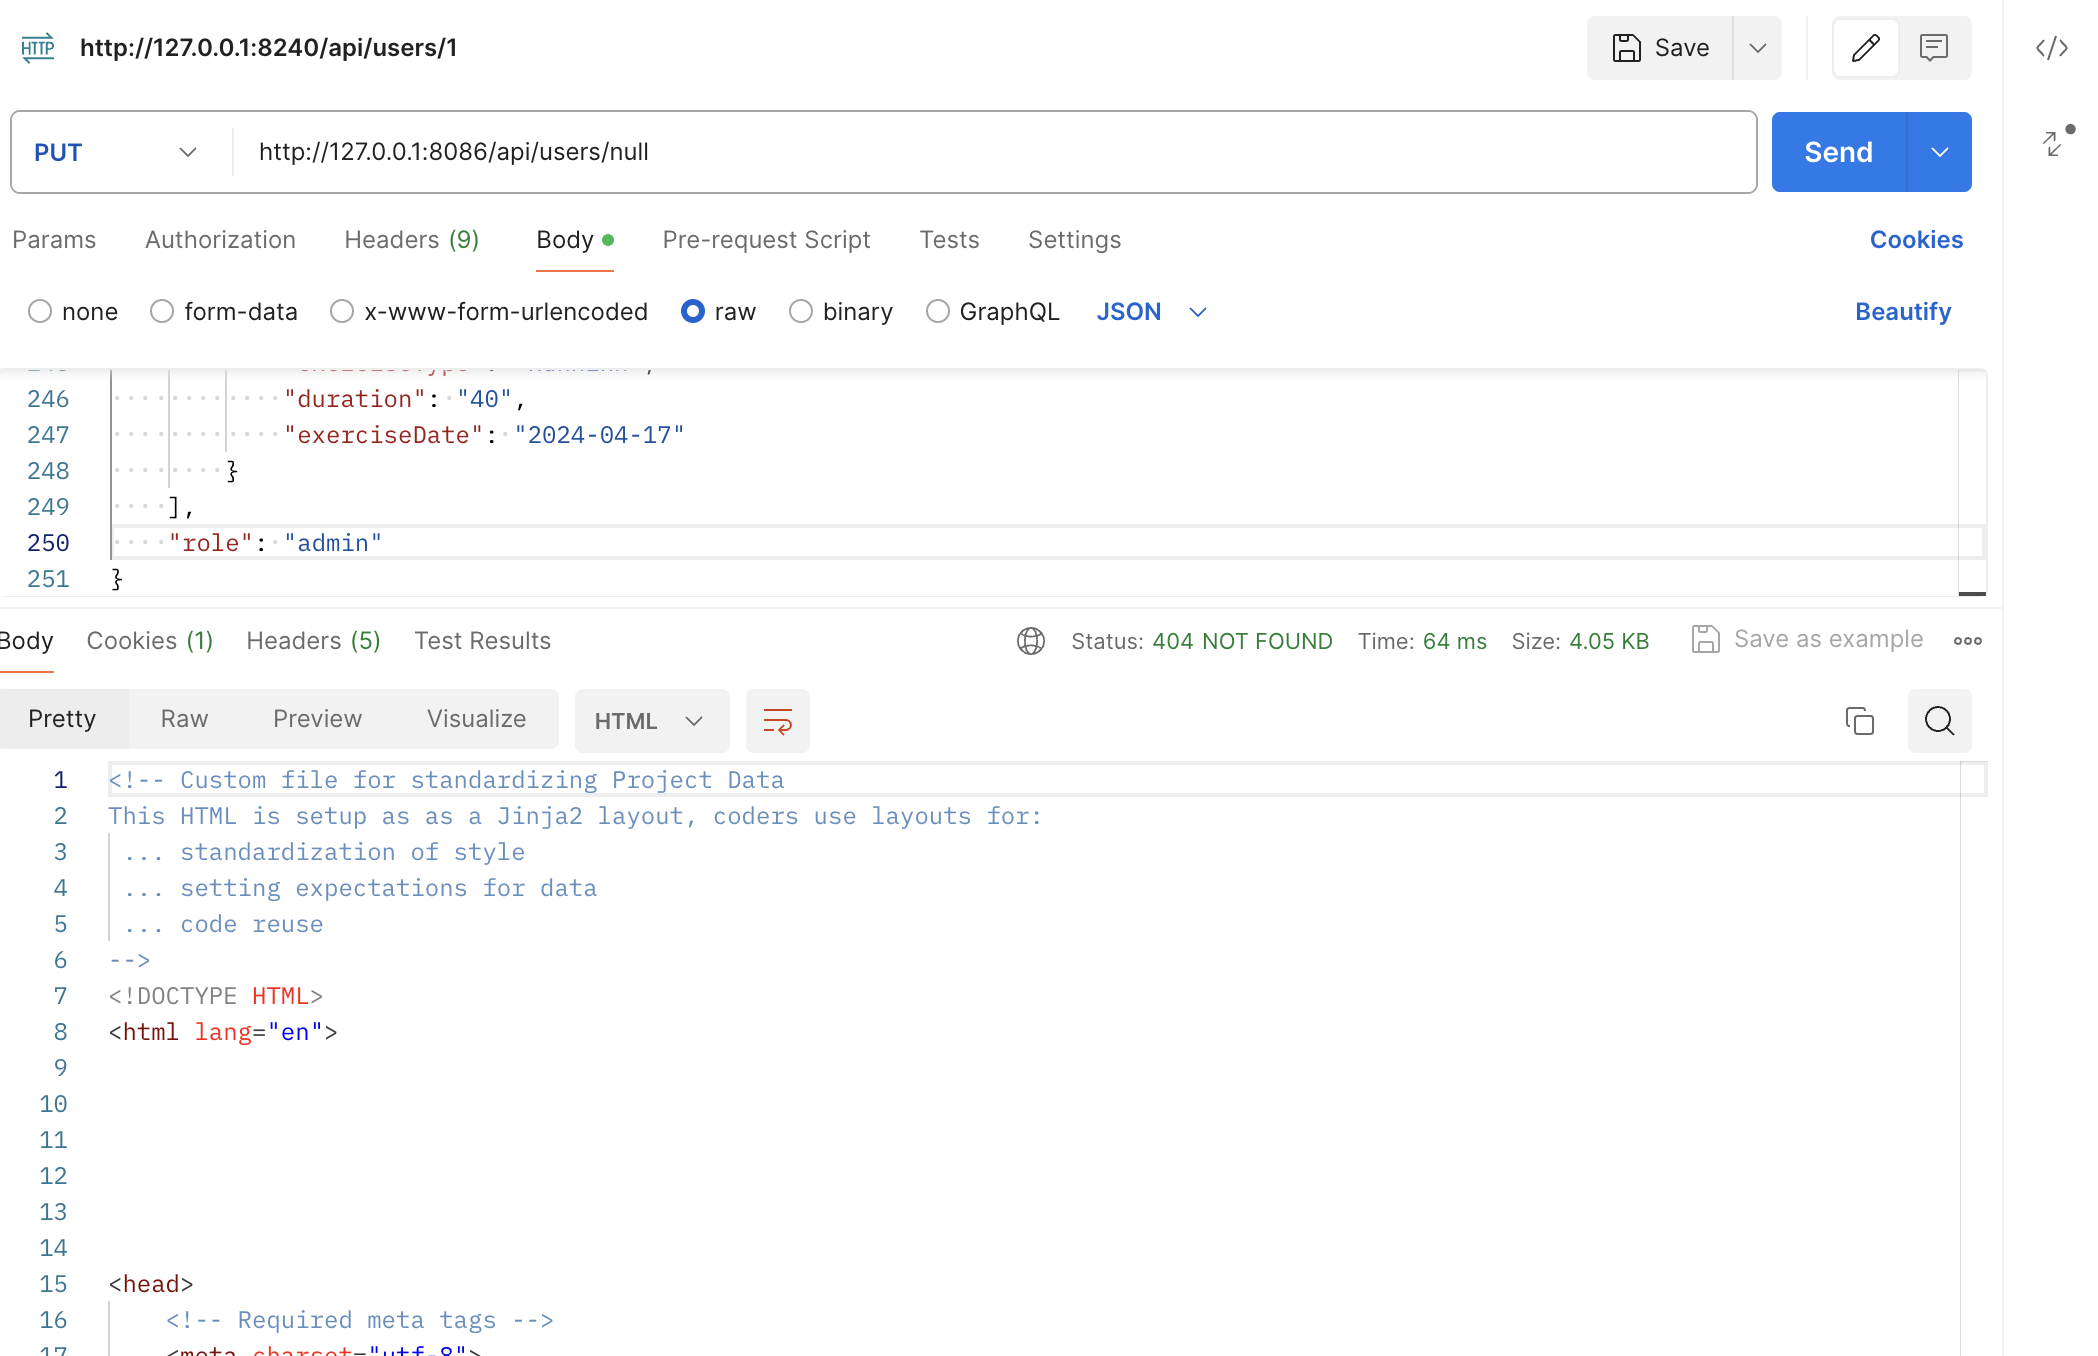 HTTP http://127.0.0.1:8240/api/users/1 Save
PUT http://127.0.0.1:8086/api/users/null Send
Params Authorization Headers (9) Body Pre-request Script Tests Settings Cookies
none form-data x-www-form-urlencoded raw binary GraphQL JSON Beautify
246 "duration": "40",
247 "exerciseDate": "2024-04-17"
248 }
249 ],
250 "role": "admin"
251 }
Body Cookies (1) Headers (5) Test Results Status: 404 NOT FOUND Time: 64 ms Size: 4.05 KB Save as example
Pretty Raw Preview Visualize HTML
1 <!-- Custom file for standardizing Project Data
2 This HTML is setup as as a Jinja2 layout, coders use layouts for:
3 ... standardization of style
4 ... setting expectations for data
5 ... code reuse
6 -->
7 <!DOCTYPE HTML>
8 <html lang="en">
9
10
11
12
13
14
15 <head>
16 <!-- Required meta tags -->
17 <meta charset="utf-8">